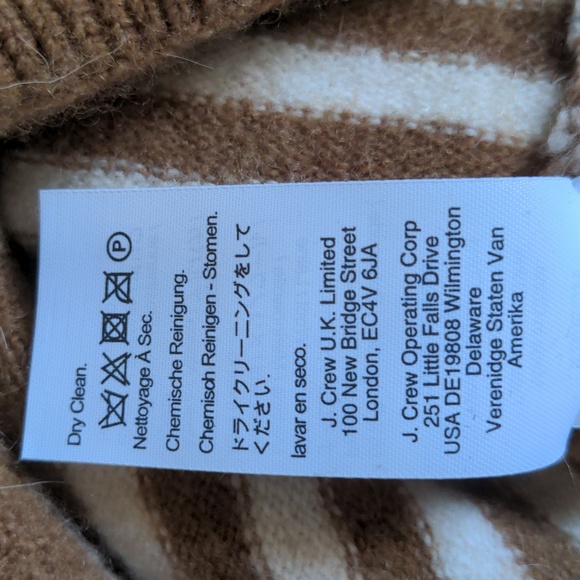 Dry Clean.
P
Nettoyage À Sec.
Chemische Reinigung.
Chemisch Reinigen - Stomen.
ドライクリーニングをして
ください.
lavar en seco.
J. Crew U.K. Limited
100 New Bridge Street
London, EC4V 6JA
J. Crew Operating Corp
251 Little Falls Drive
USA DE19808 Wilmington
Delaware
Verenidge Staten Van
Amerika